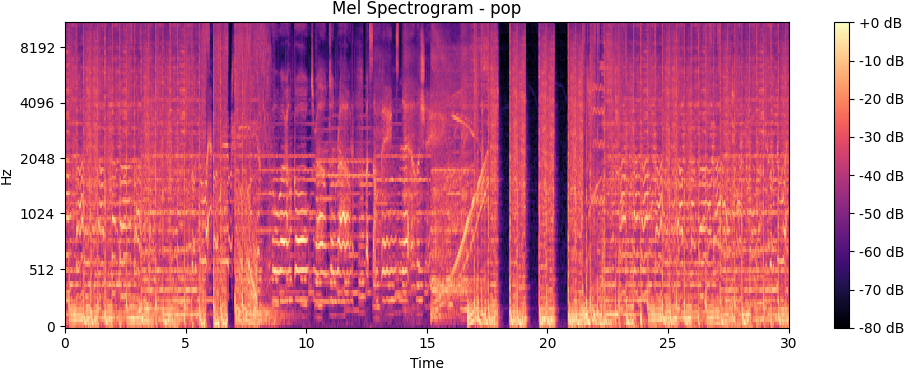 Mel Spectrogram - pop
Hz
8192
4096
2048
1024
512
0
0 5 10 15 20 25 30
Time
+0 dB
-10 dB
-20 dB
-30 dB
-40 dB
-50 dB
-60 dB
-70 dB
-80 dB